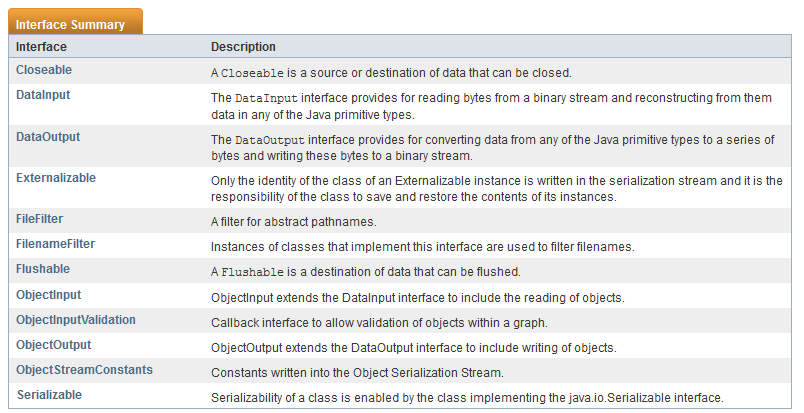 Interface Summary
Interface Description
Closeable A Closeable is a source or destination of data that can be closed.
DataInput The DataInput interface provides for reading bytes from a binary stream and reconstructing from them
data in any of the Java primitive types.
DataOutput The DataOutput interface provides for converting data from any of the Java primitive types to a series of
bytes and writing these bytes to a binary stream.
Externalizable Only the identity of the class of an Externalizable instance is written in the serialization stream and it is the
responsibility of the class to save and restore the contents of its instances.
FileFilter A filter for abstract pathnames.
FilenameFilter Instances of classes that implement this interface are used to filter filenames.
Flushable A Flushable is a destination of data that can be flushed.
ObjectInput ObjectInput extends the DataInput interface to include the reading of objects.
ObjectInputValidation Callback interface to allow validation of objects within a graph.
ObjectOutput ObjectOutput extends the DataOutput interface to include writing of objects.
ObjectStreamConstants Constants written into the Object Serialization Stream.
Serializable Serializability of a class is enabled by the class implementing the java.io.Serializable interface.